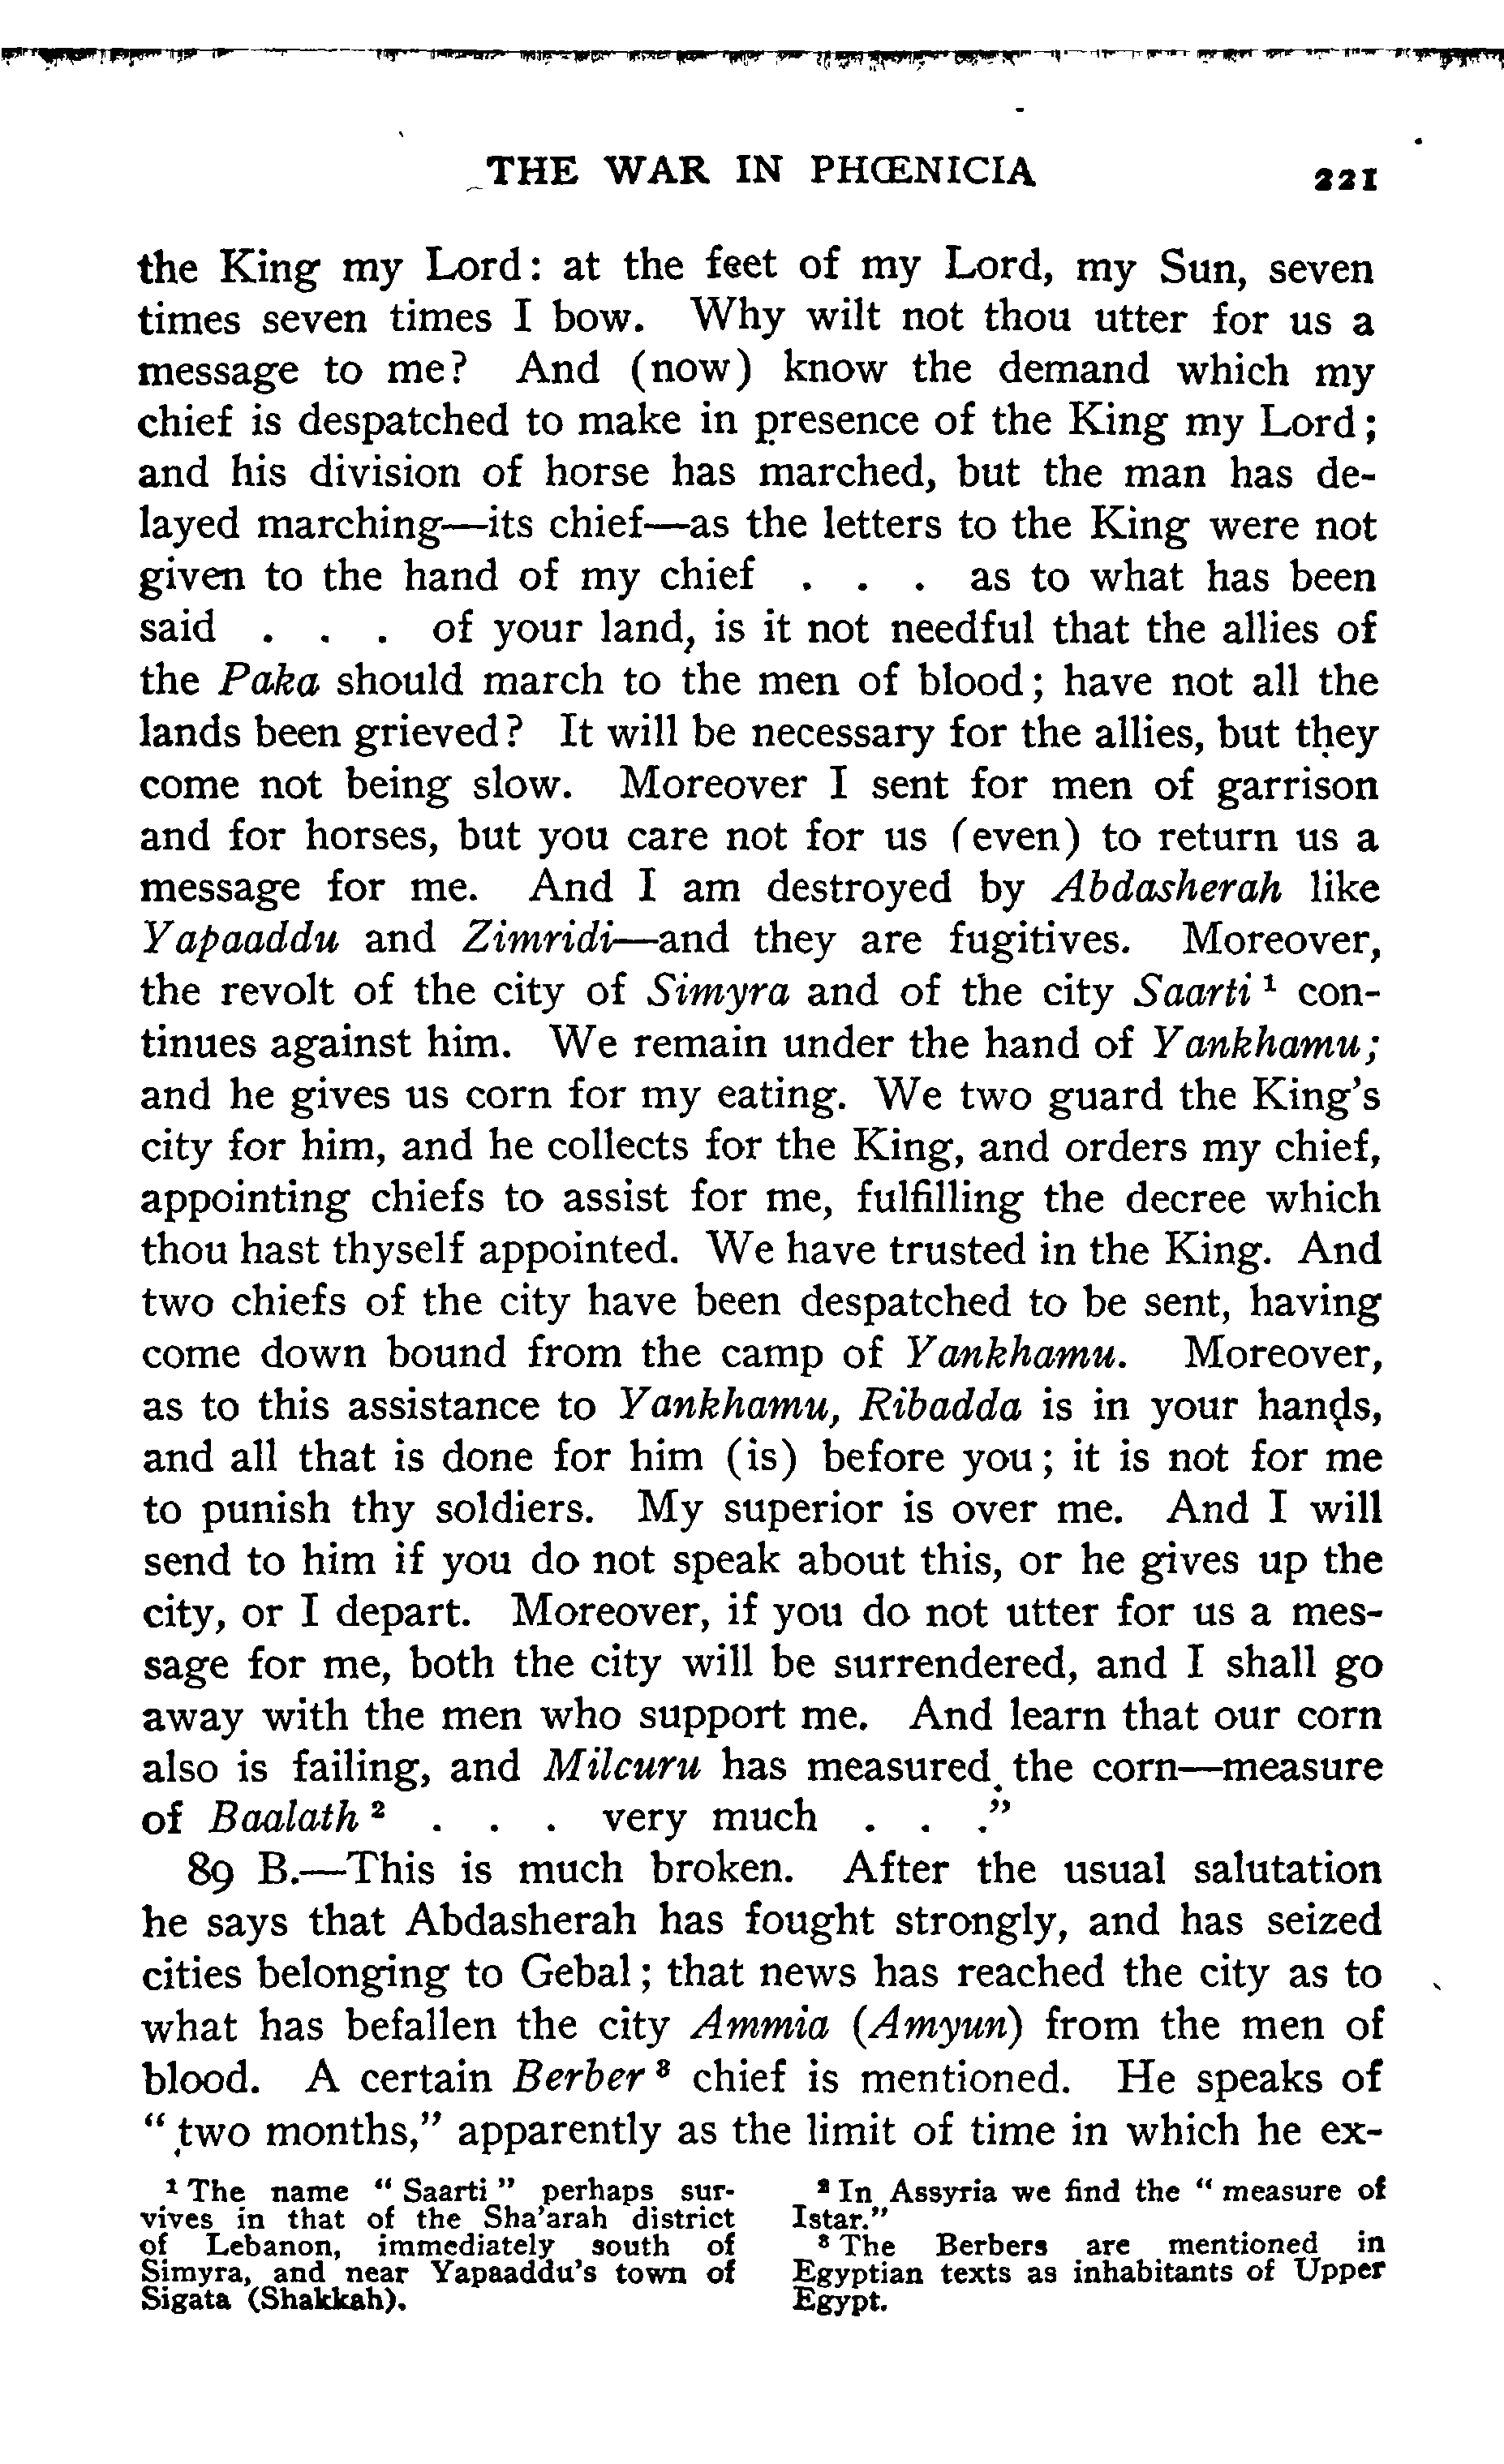 THE WAR IN PHŒNICIA 221
the King my Lord: at the feet of my Lord, my Sun, seven
times seven times I bow. Why wilt not thou utter for us a
message to me? And (now) know the demand which my
chief is despatched to make in presence of the King my Lord;
and his division of horse has marched, but the man has de-
layed marching—its chief—as the letters to the King were not
given to the hand of my chief . . . as to what has been
said . . . of your land, is it not needful that the allies of
the Paka should march to the men of blood; have not all the
lands been grieved? It will be necessary for the allies, but they
come not being slow. Moreover I sent for men of garrison
and for horses, but you care not for us (even) to return us a
message for me. And I am destroyed by Abdasherah like
Yapaaddu and Zimridi—and they are fugitives. Moreover,
the revolt of the city of Simyra and of the city Saarti¹ con-
tinues against him. We remain under the hand of Yankhamu;
and he gives us corn for my eating. We two guard the King's
city for him, and he collects for the King, and orders my chief,
appointing chiefs to assist for me, fulfilling the decree which
thou hast thyself appointed. We have trusted in the King. And
two chiefs of the city have been despatched to be sent, having
come down bound from the camp of Yankhamu. Moreover,
as to this assistance to Yankhamu, Ribadda is in your hands,
and all that is done for him (is) before you; it is not for me
to punish thy soldiers. My superior is over me. And I will
send to him if you do not speak about this, or he gives up the
city, or I depart. Moreover, if you do not utter for us a mes-
sage for me, both the city will be surrendered, and I shall go
away with the men who support me. And learn that our corn
also is failing, and Milcuru has measured the corn—measure
of Baalath² . . . very much . . ."
89 B.—This is much broken. After the usual salutation
he says that Abdasherah has fought strongly, and has seized
cities belonging to Gebal; that news has reached the city as to
what has befallen the city Ammia (Amyun) from the men of
blood. A certain Berber³ chief is mentioned. He speaks of
"two months," apparently as the limit of time in which he ex-
¹ The name "Saarti" perhaps sur-
vives in that of the Sha'arah district
of Lebanon, immediately south of
Simyra, and near Yapaaddu's town of
Sigata (Shakkah).
² In Assyria we find the "measure of
Istar."
³ The Berbers are mentioned in
Egyptian texts as inhabitants of Upper
Egypt.